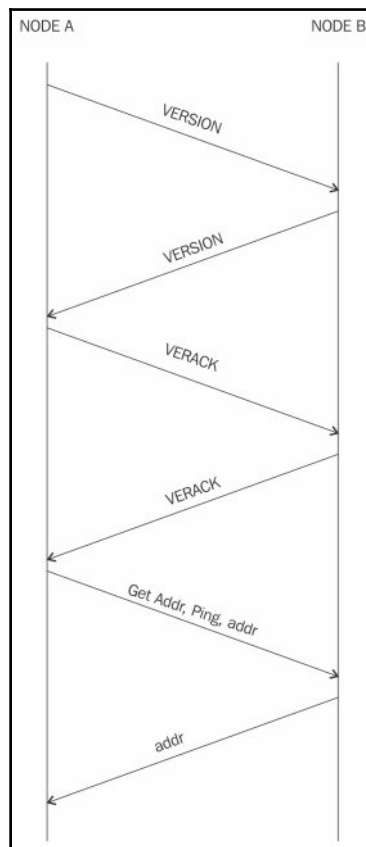 NODE A
NODE B
VERSION
VERSION
VERACK
VERACK
Get Addr, Ping, addr
addr